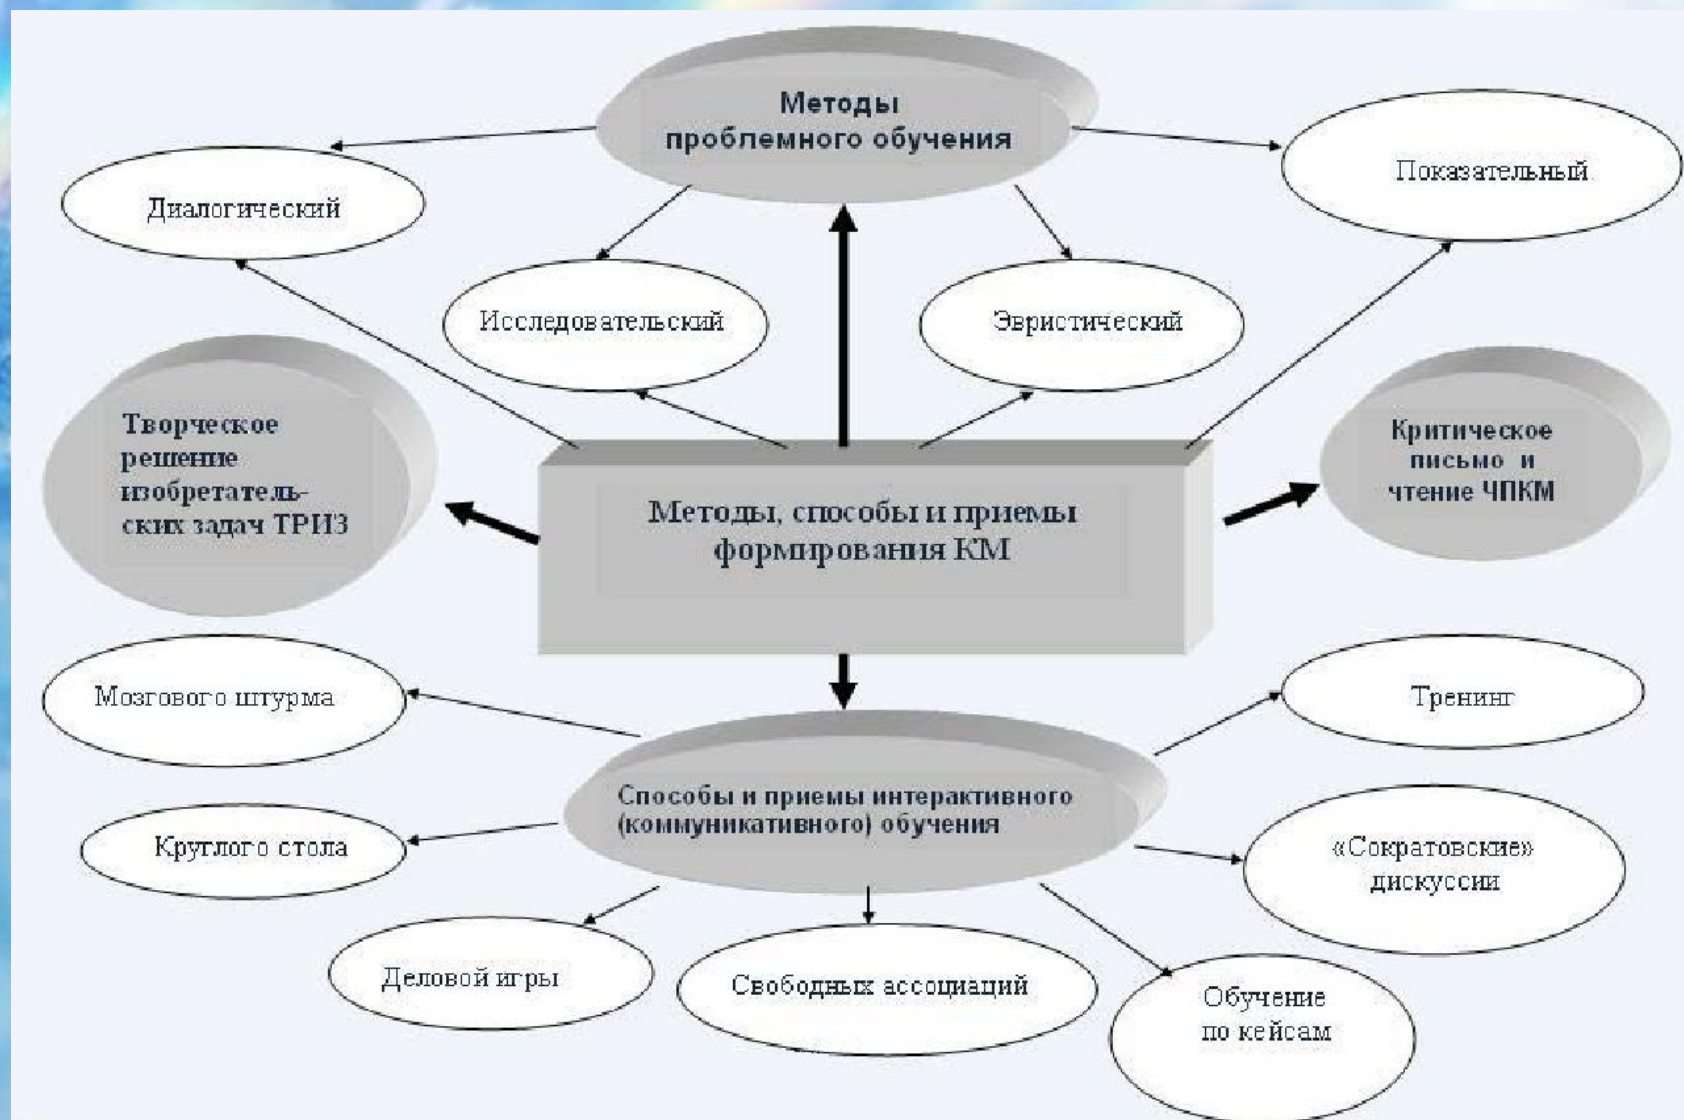 Методы
проблемного обучения
Показательный
Диалогический
Исследовательский
Эвристический
Творческое
решение
изобретатель-
ских задач ТРИЗ
Критическое
письмо и
чтение ЧПКМ
Методы, способы и приемы
формирования КМ
Мозгового штурма
Тренинг
Способы и приемы интерактивного
(коммуникативного) обучения
Круглого стола
«Сократовские»
дискуссии
Деловой игры
Свободных ассоциаций
Обучение
по кейсам